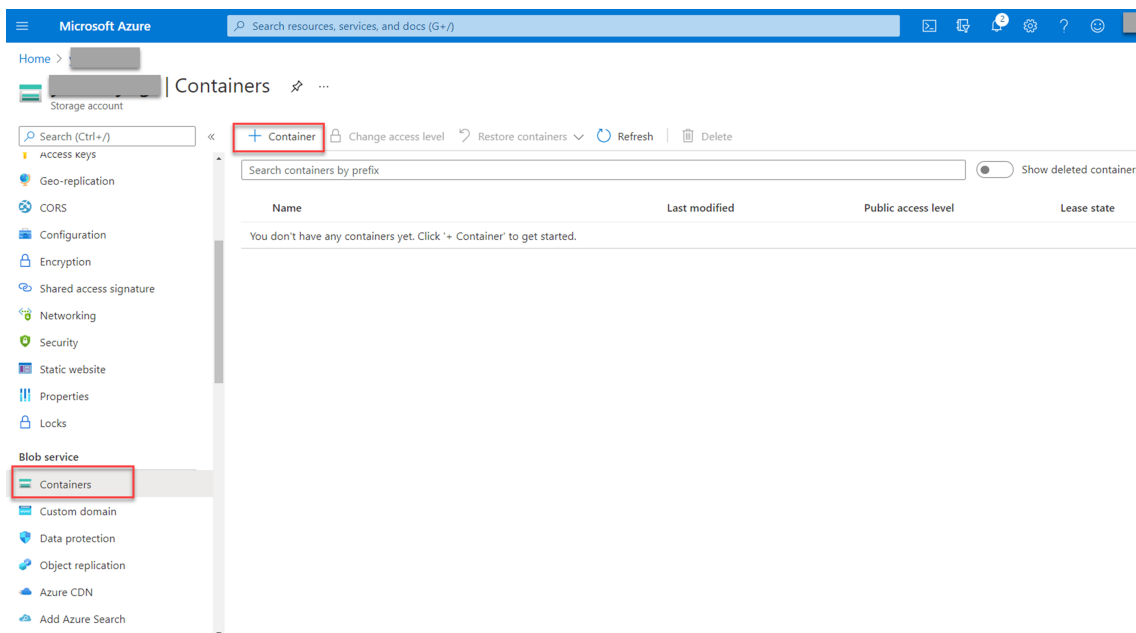 Microsoft Azure
Search resources, services, and docs (G+/)
2
Home >
| Containers
Storage account
Search (Ctrl+/)
«
Container
Change access level
Restore containers
Refresh
Delete
Access keys
Search containers by prefix
Show deleted container
Geo-replication
Name
Last modified
Public access level
Lease state
CORS
Configuration
You don't have any containers yet. Click '+ Container' to get started.
Encryption
Shared access signature
Networking
Security
Static website
Properties
Locks
Blob service
Containers
Custom domain
Data protection
Object replication
Azure CDN
Add Azure Search